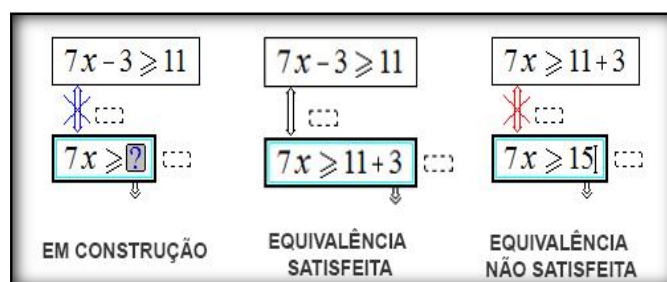 7x-3⩾11
7x-3⩾11
7x⩾11+3
7x⩾?
7x⩾11+3
7x⩾15
EM CONSTRUÇÃO
EQUIVALÊNCIA
SATISFEITA
EQUIVALÊNCIA
NÃO SATISFEITA